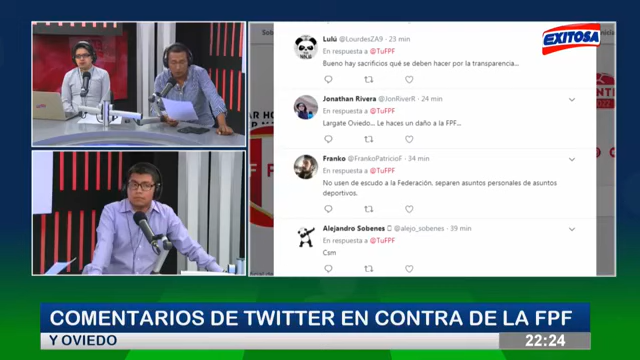 EXITOSA
Lulú @LourdesZA9 · 23 min
En respuesta a @TuFPF
Bueno hay sacrificios qué se deben hacer por la transparencia...
Jonathan Rivera @JonRiverR · 24 min
En respuesta a @TuFPF
Largate Oviedo... Le haces un daño a la FPF...
Franko @FrankoPatricioF · 34 min
En respuesta a @TuFPF
No usen de escudo a la Federación, separen asuntos personales de asuntos
deportivos.
Alejandro Sobenes @alejo_sobenes · 39 min
En respuesta a @TuFPF
Csm
COMENTARIOS DE TWITTER EN CONTRA DE LA FPF
Y OVIEDO
22:24